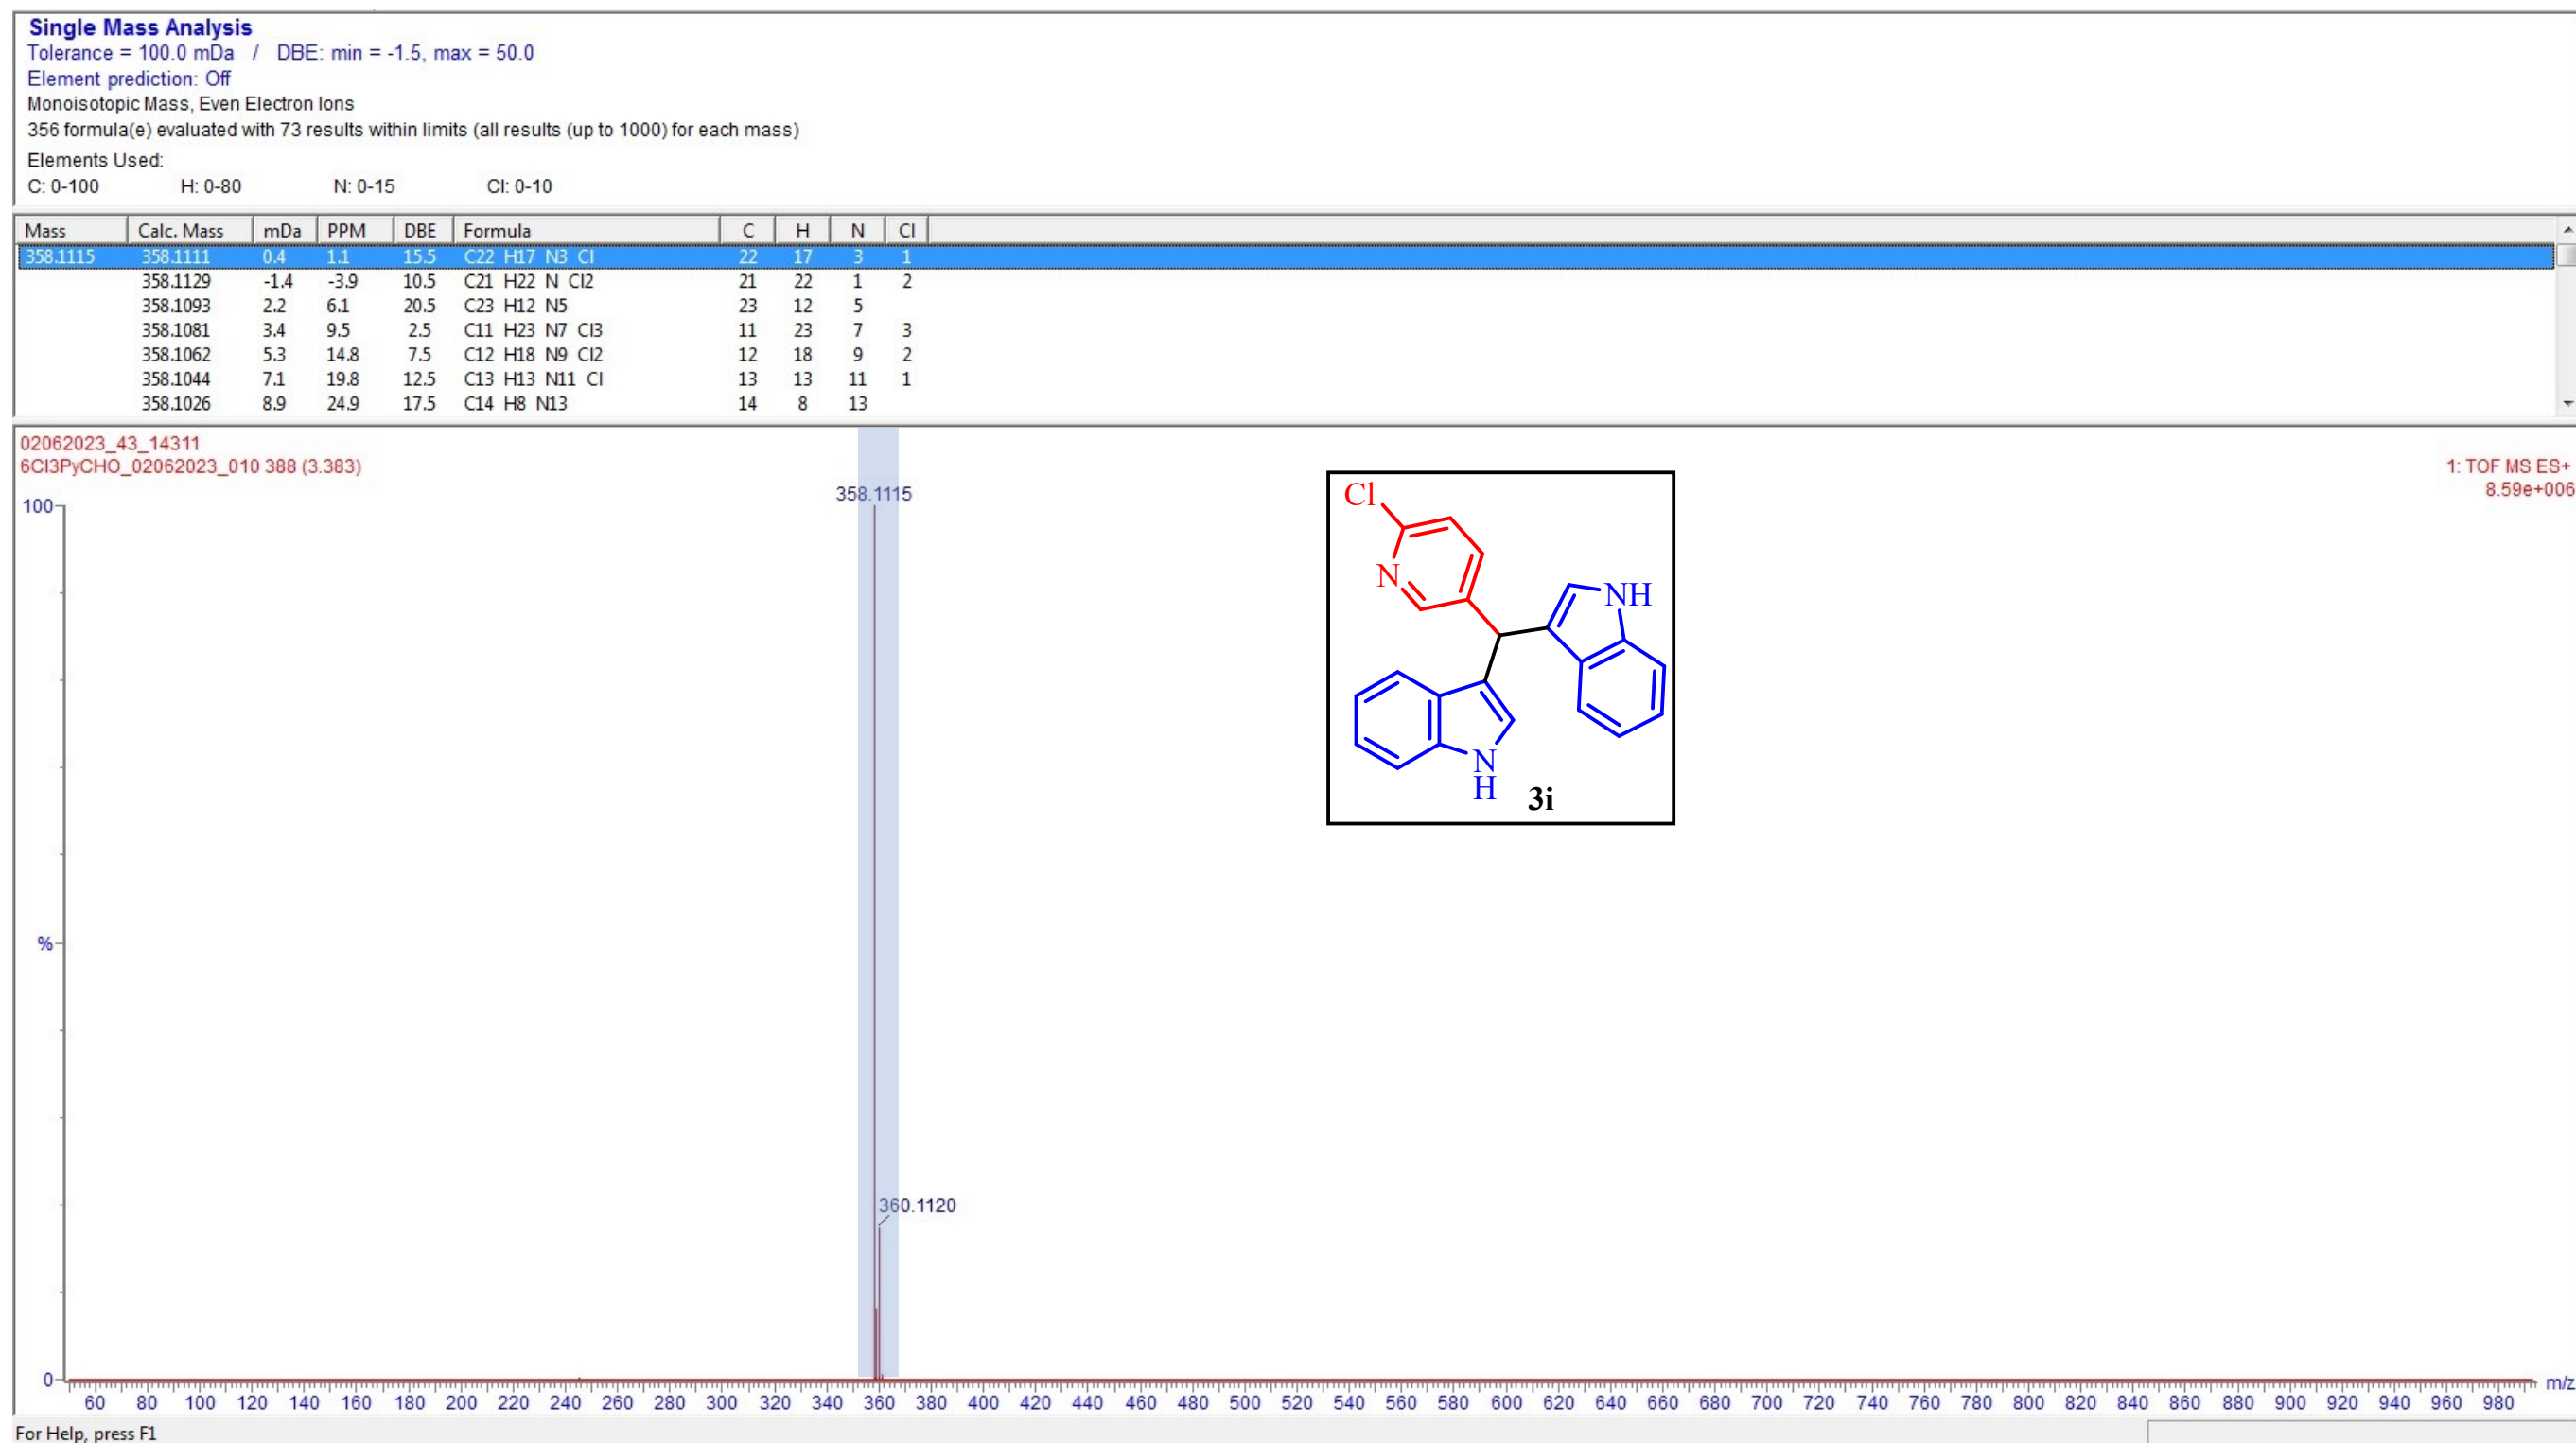 Single Mass Analysis
Tolerance = 100.0 mDa / DBE: min = -1.5, max = 50.0
Element prediction: Off
Monoisotopic Mass, Even Electron Ions
356 formula(e) evaluated with 73 results within limits (all results (up to 1000) for each mass)
Elements Used:
C: 0-100 H: 0-80 N: 0-15 Cl: 0-10
Mass Calc. Mass mDa PPM DBE Formula C H N Cl
358.1115 358.1111 0.4 1.1 15.5 C22 H17 N3 Cl 22 17 3 1
358.1129 -1.4 -3.9 10.5 C21 H22 N Cl2 21 22 1 2
358.1093 2.2 6.1 20.5 C23 H12 N5 23 12 5
358.1081 3.4 9.5 2.5 C11 H23 N7 Cl3 11 23 7 3
358.1062 5.3 14.8 7.5 C12 H18 N9 Cl2 12 18 9 2
358.1044 7.1 19.8 12.5 C13 H13 N11 Cl 13 13 11 1
358.1026 8.9 24.9 17.5 C14 H8 N13 14 8 13
02062023_43_14311
6Cl3PyCHO_02062023_010 388 (3.383)
1: TOF MS ES+
8.59e+006
100
358.1115
Cl
N
NH
N
H
3i
%
360.1120
0
60 80 100 120 140 160 180 200 220 240 260 280 300 320 340 360 380 400 420 440 460 480 500 520 540 560 580 600 620 640 660 680 700 720 740 760 780 800 820 840 860 880 900 920 940 960 980
m/z
For Help, press F1